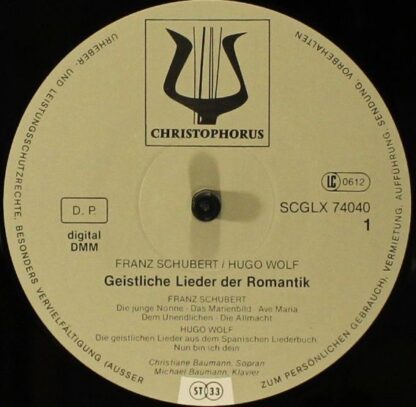 URHEBER- UND LEISTUNGSSCHUTZRECHTE, BESONDERES VERVIELFÄLTIGUNG (AUSSER
ZUM PERSÖNLICHEN GEBRAUCH), VERMIETUNG, AUFFÜHRUNG, SENDUNG, VORBEHALTEN
CHRISTOPHORUS
D. P.
digital
DMM
LC 0612
SCGLX 74040
1
FRANZ SCHUBERT / HUGO WOLF
Geistliche Lieder der Romantik
FRANZ SCHUBERT
Die junge Nonne · Das Marienbild · Ave Maria
Dem Unendlichen · Die Allmacht
HUGO WOLF
Die geistlichen Lieder aus dem Spanischen Liederbuch
Nun bin ich dein
Christiane Baumann, Sopran
Michael Baumann, Klavier
ST 33